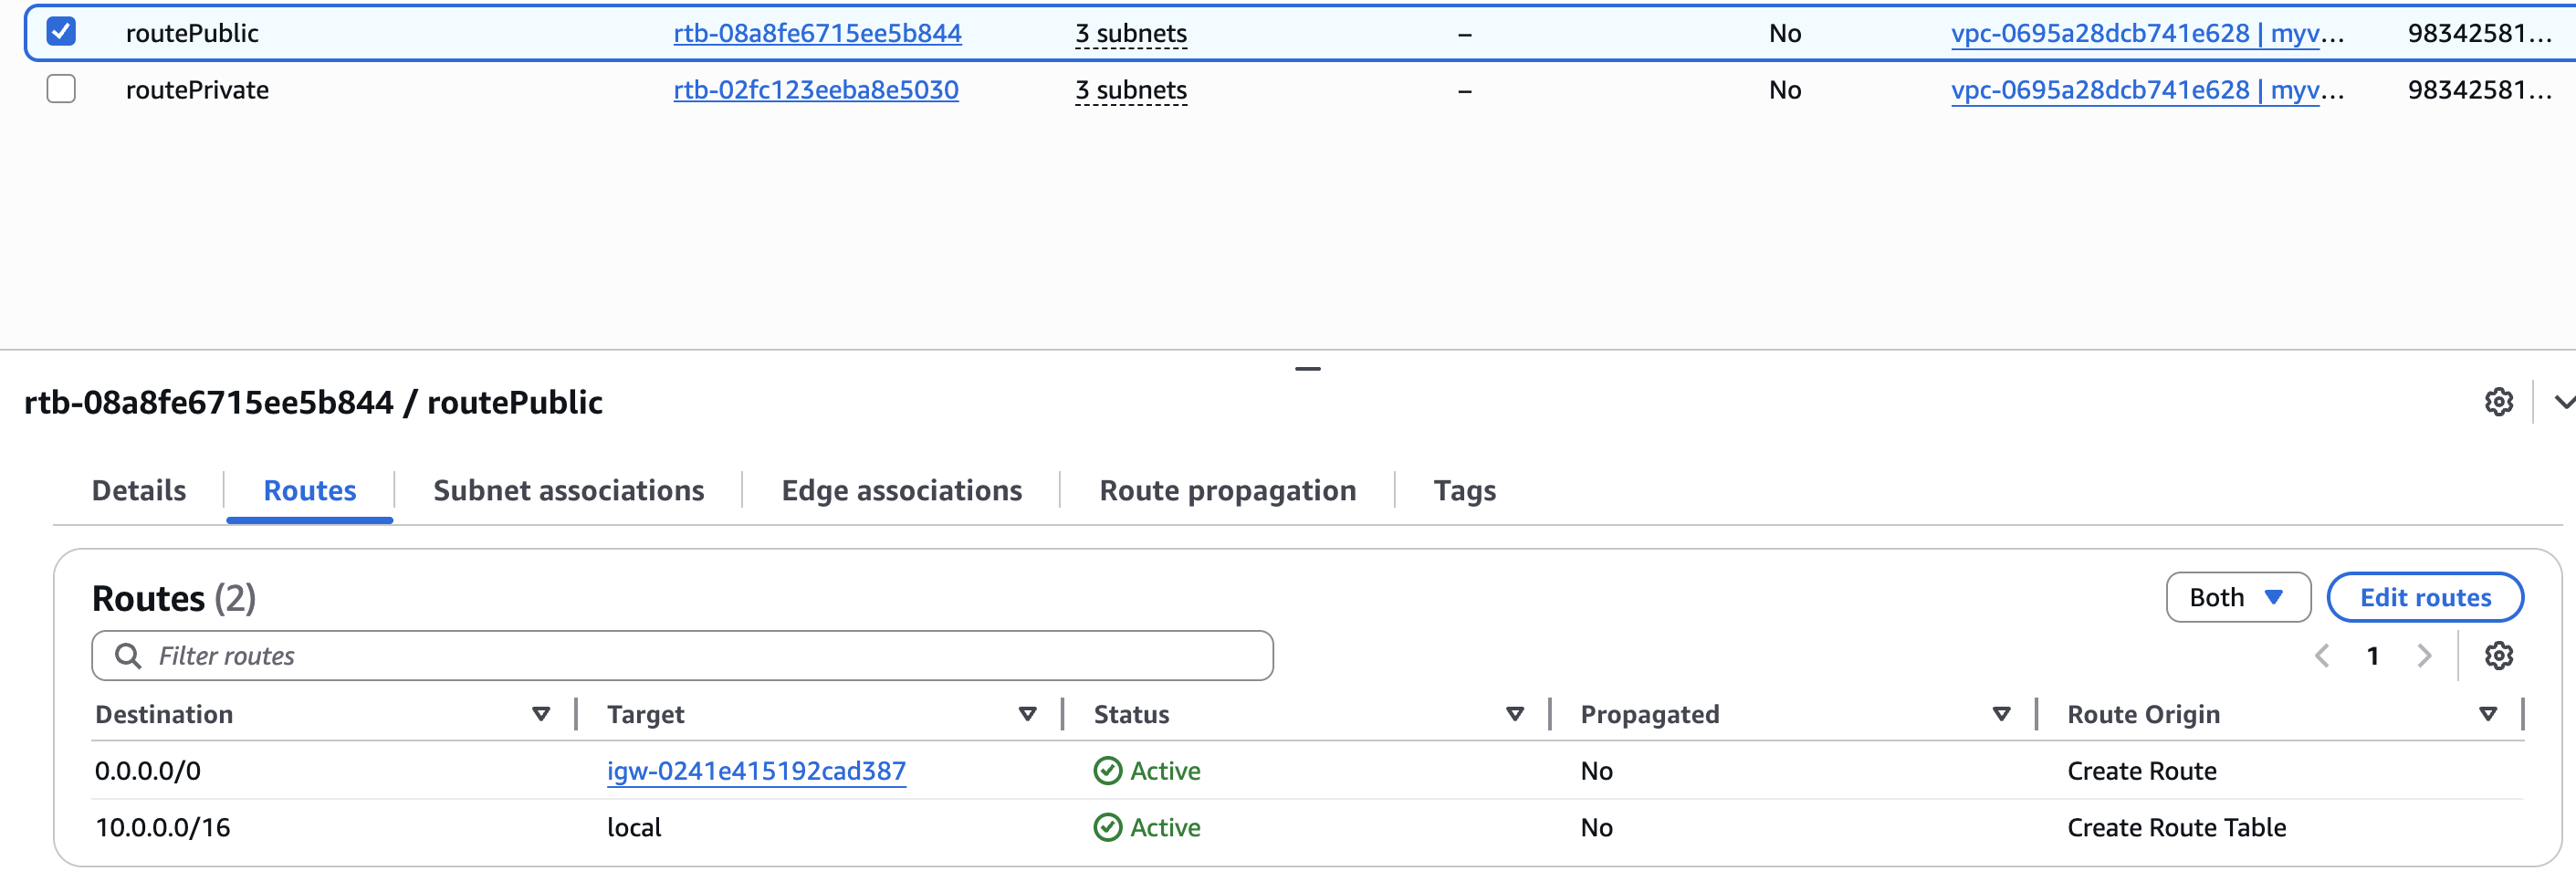 routePublic rtb-08a8fe6715ee5b844 3 subnets – No vpc-0695a28dcb741e628 | myv... 98342581...
routePrivate rtb-02fc123eeba8e5030 3 subnets – No vpc-0695a28dcb741e628 | myv... 98342581...
rtb-08a8fe6715ee5b844 / routePublic
Details Routes Subnet associations Edge associations Route propagation Tags
Routes (2) Both Edit routes
Filter routes 1
Destination Target Status Propagated Route Origin
0.0.0.0/0 igw-0241e415192cad387 Active No Create Route
10.0.0.0/16 local Active No Create Route Table